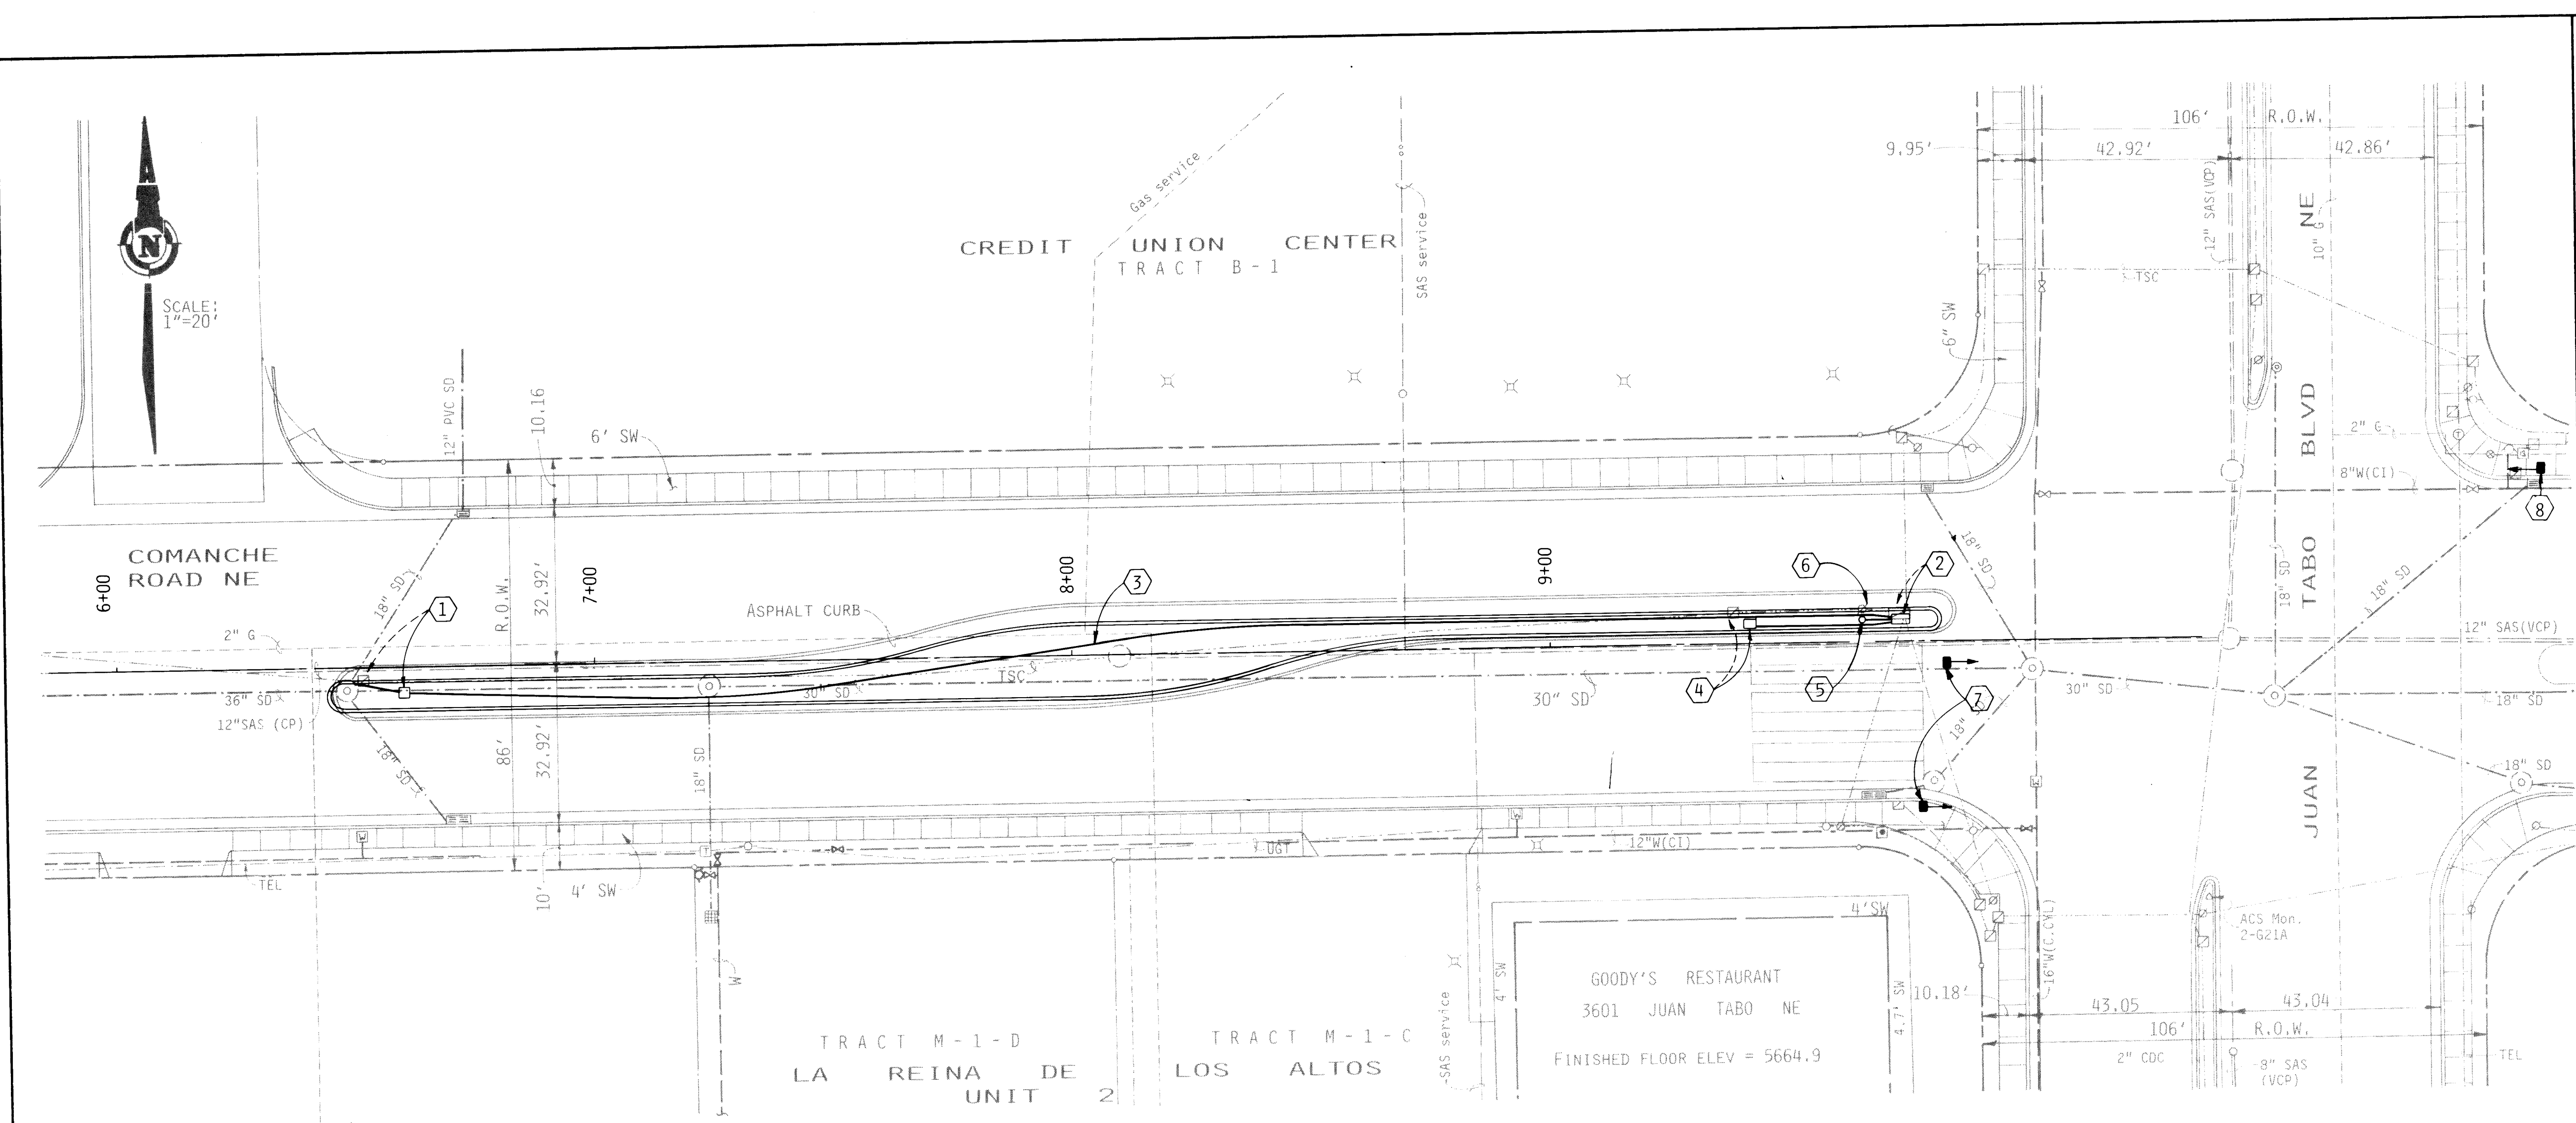 106' R.O.W.
9.95'
42.92'
42.86'
12" SAS(VCP)
10" G
JUAN TABO BLVD NE
N
SCALE:
1"=20'
Gas service
SAS service
CREDIT UNION CENTER
TRACT B-1
TSC
6" SW
12" PVC SD
10.16
6' SW
2" G
8"W(CI)
8
COMANCHE
ROAD NE
6+00
7+00
8+00
9+00
18" SD
1
R.O.W.
32.92'
ASPHALT CURB
3
6
2
18" SD
18" SD
18" SD
2" G
12" SAS(VCP)
36" SD
12"SAS (CP)
30" SD
TSC
30" SD
4
5
7
30" SD
18" SD
18" SD
18" SD
86'
32.92'
18" SD
18" SD
W
W
W
T
T
G
UGT
12"W(CI)
TEL
10'
4' SW
W
4'SW
4' SW
4.7' SW
SAS service
GOODY'S RESTAURANT
3601 JUAN TABO NE
FINISHED FLOOR ELEV = 5664.9
10.18'
16"W(C.CYL)
ACS Mon.
2-G21A
43.05
43.04
106' R.O.W.
2" CDC
8" SAS
(VCP)
TEL
TRACT M-1-D
TRACT M-1-C
LA REINA DE LOS ALTOS
UNIT 2